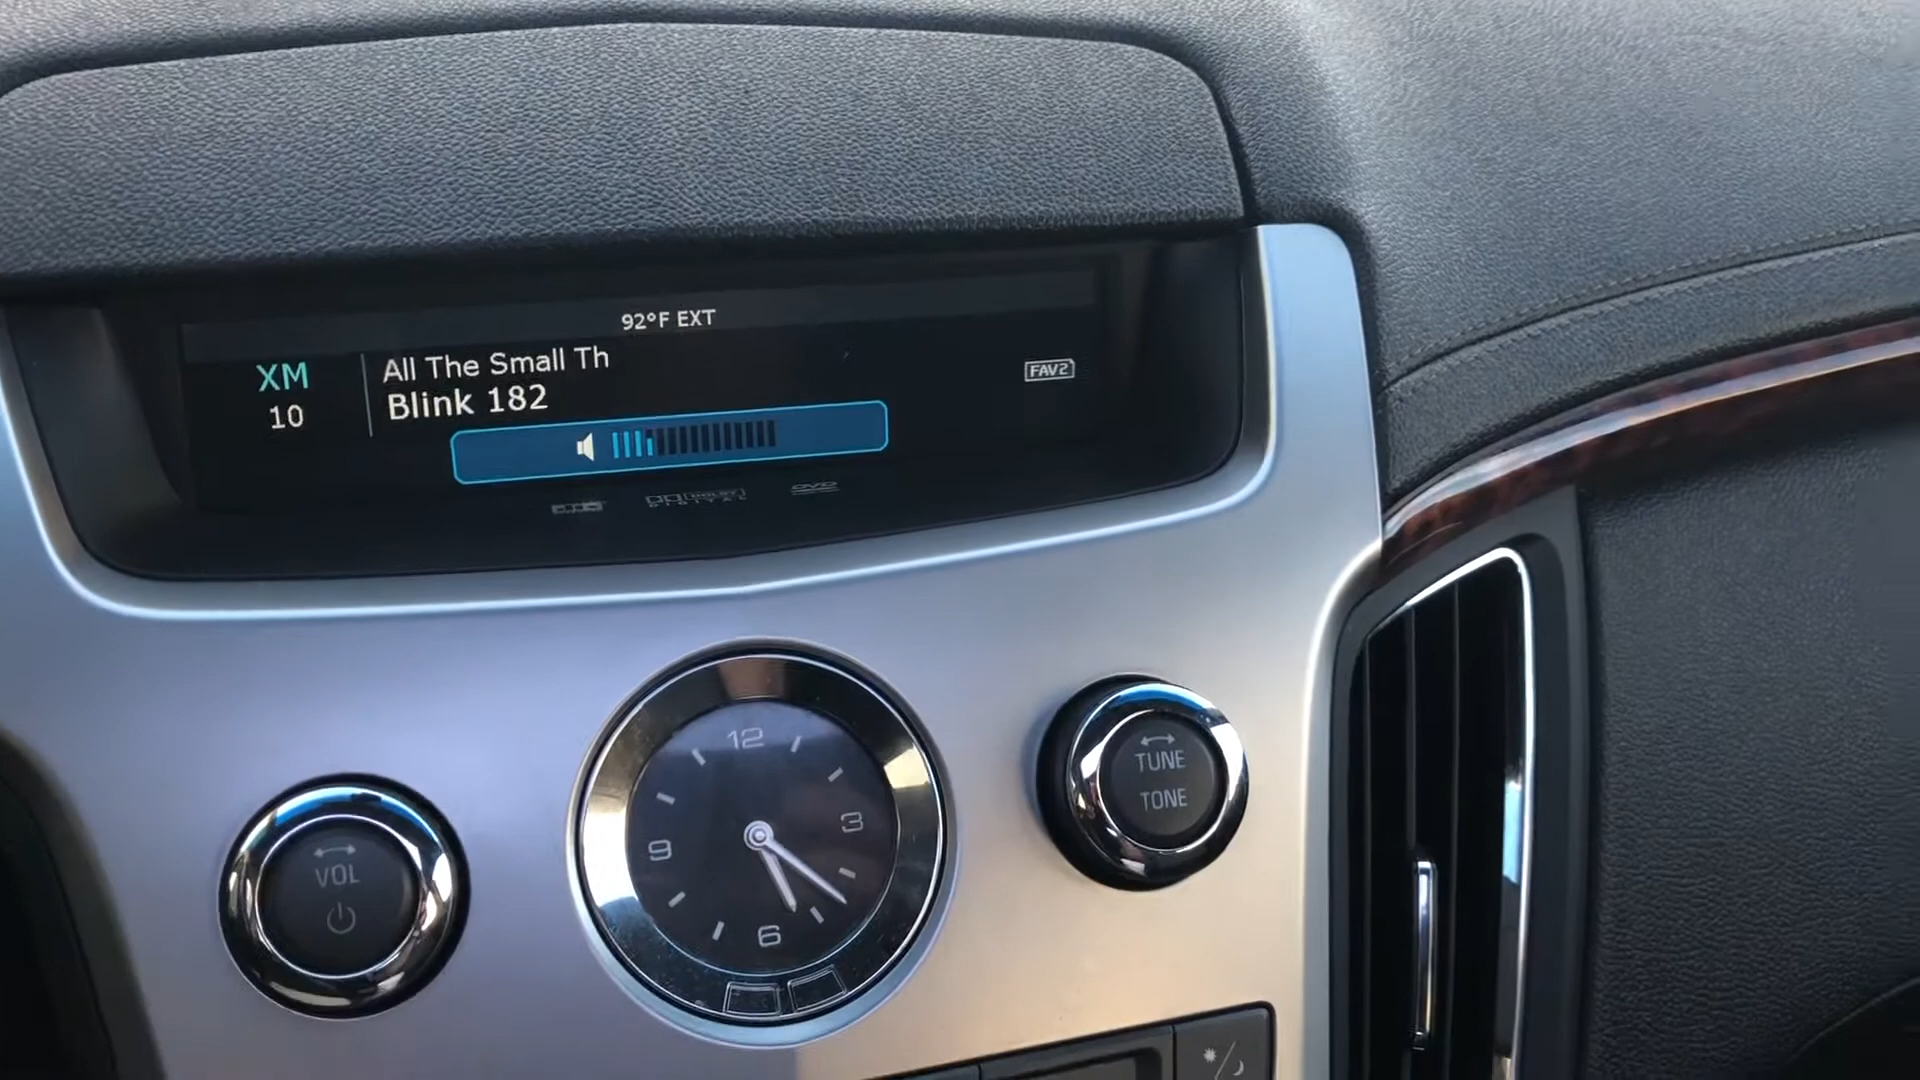 92°F EXT
XM
10
All The Small Th
Blink 182
FAV2
DIGITAL
DVD
12
3
6
9
VOL
TUNE
TONE